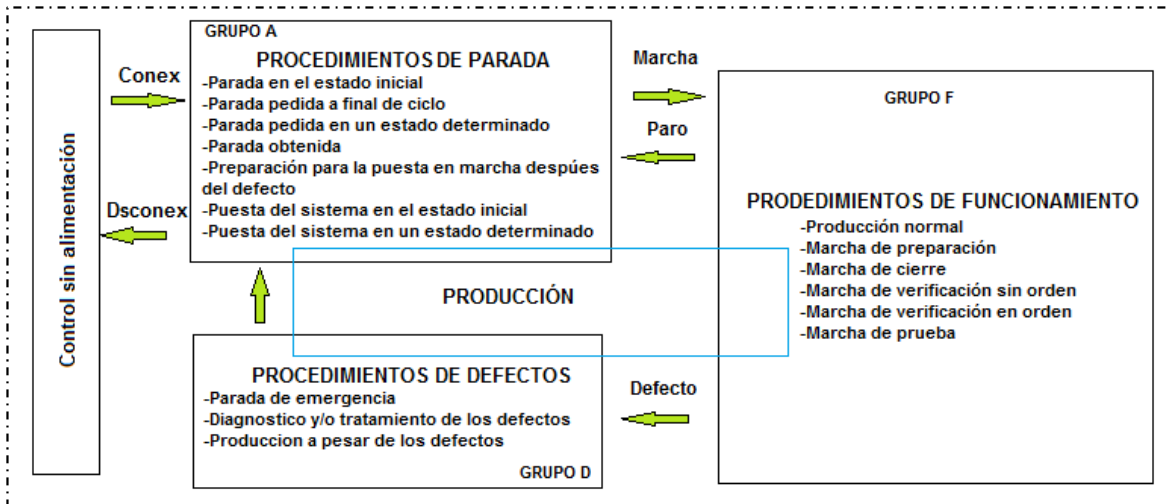 Control sin alimentación
Conex
Dsconex
GRUPO A
PROCEDIMIENTOS DE PARADA
-Parada en el estado inicial
-Parada pedida a final de ciclo
-Parada pedida en un estado determinado
-Parada obtenida
-Preparación para la puesta en marcha despúes
del defecto
-Puesta del sistema en el estado inicial
-Puesta del sistema en un estado determinado
Marcha
Paro
GRUPO F
PRODEDIMIENTOS DE FUNCIONAMIENTO
-Producción normal
-Marcha de preparación
-Marcha de cierre
-Marcha de verificación sin orden
-Marcha de verificación en orden
-Marcha de prueba
PRODUCCIÓN
PROCEDIMIENTOS DE DEFECTOS
-Parada de emergencia
-Diagnostico y/o tratamiento de los defectos
-Produccion a pesar de los defectos
GRUPO D
Defecto